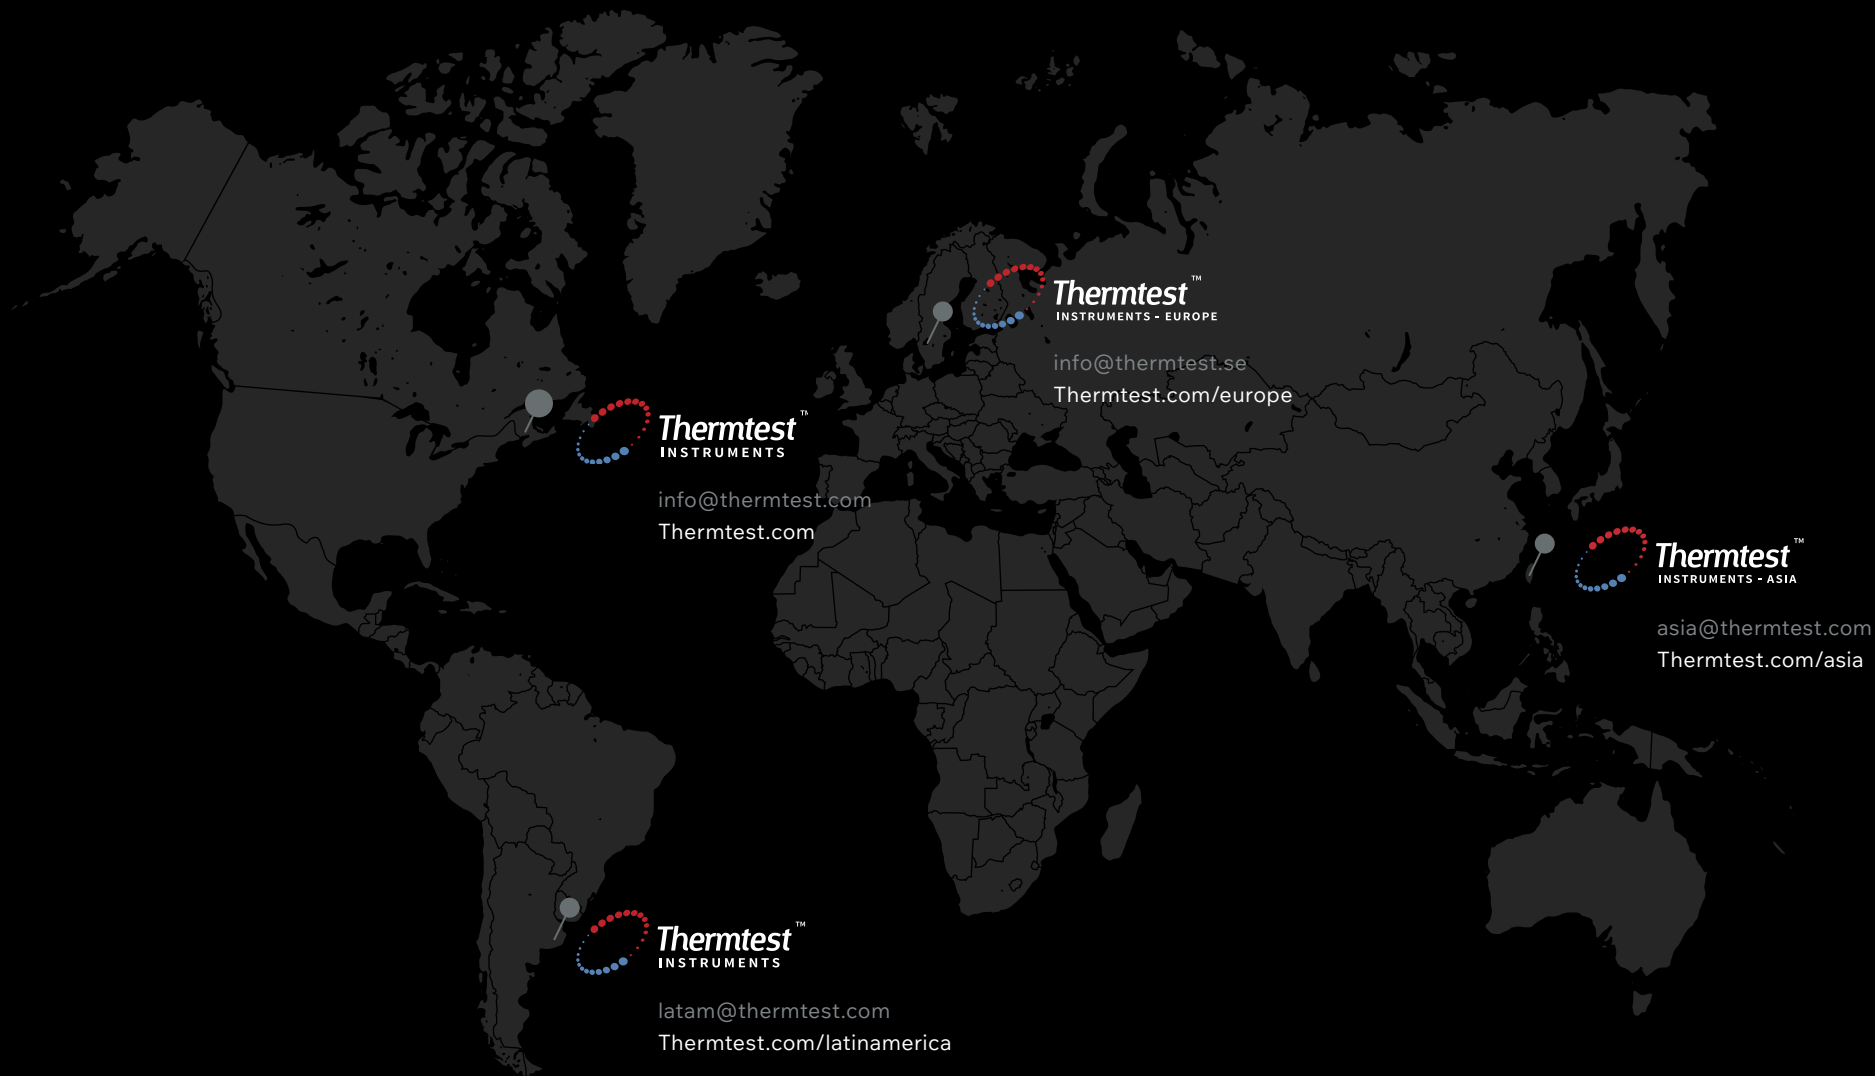 Thermtest™
INSTRUMENTS - EUROPE
info@thermtest.se
Thermtest.com/europe
Thermtest™
INSTRUMENTS
info@thermtest.com
Thermtest.com
Thermtest™
INSTRUMENTS - ASIA
asia@thermtest.com
Thermtest.com/asia
Thermtest™
INSTRUMENTS
latam@thermtest.com
Thermtest.com/latinamerica